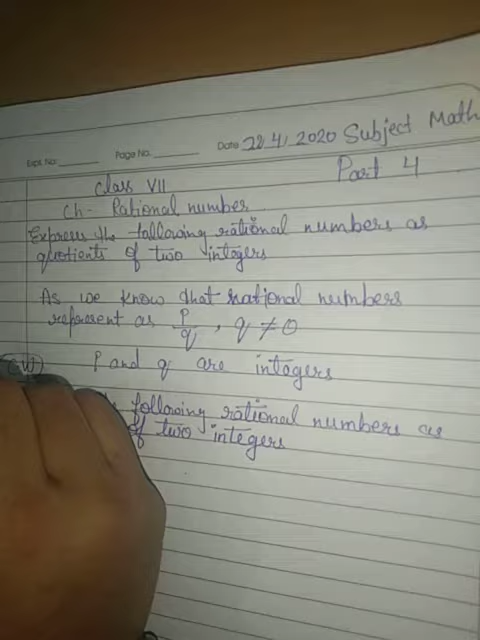 Expt. No. Page No. Date 28/4/2020 Subject Math
Part 4
Class VII
Ch- Rational number
Express the following rational numbers as
quotients of two integers
As we know that rational numbers
represent as P/q, q ≠ 0
P and q are integers
following rational numbers as
of two integers